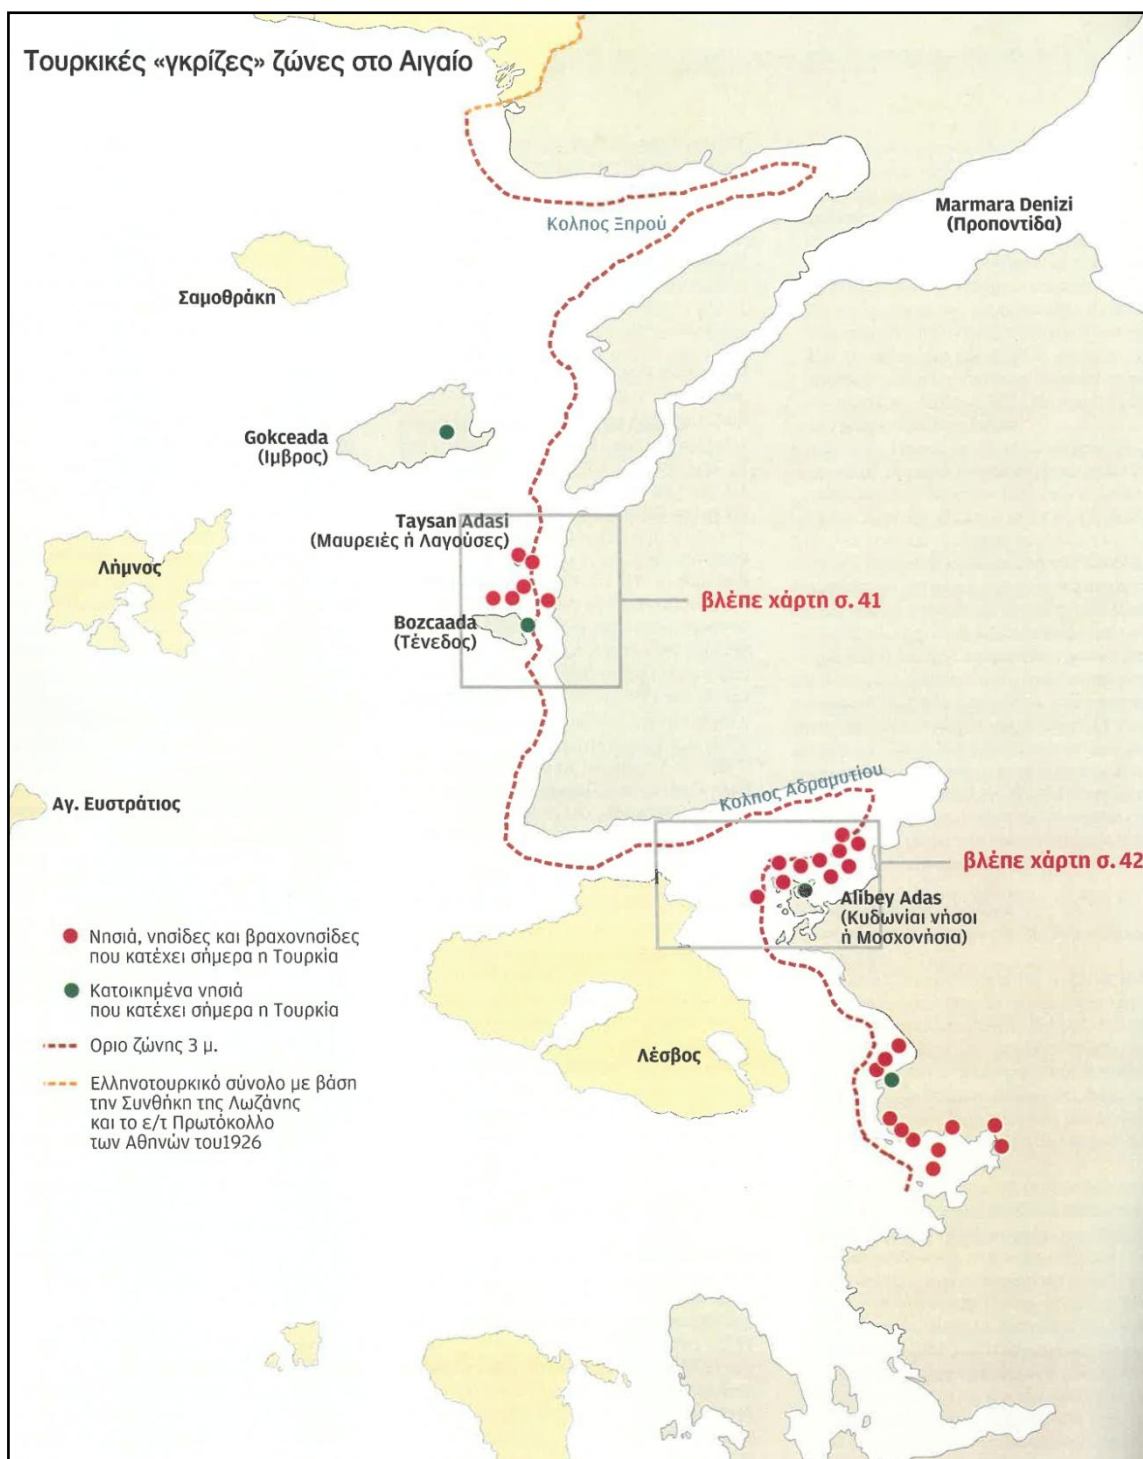 Τουρκικές «γκρίζες» ζώνες στο Αιγαίο
Κολπος Ξηρού
Marmara Denizi
(Προποντίδα)
Σαμοθράκη
Gokceada
(Ιμβρος)
Taysan Adasi
(Μαυρειές ή Λαγούσες)
Λήμνος
βλέπε χάρτη σ. 41
Bozcaada
(Τένεδος)
Κολπος Αδραμυτίου
Αγ. Ευστράτιος
βλέπε χάρτη σ. 42
Alibey Adas
(Κυδωνίαι νήσοι
ή Μοσχονήσια)
Νησιά, νησίδες και βραχονησίδες
που κατέχει σήμερα η Τουρκία
Κατοικημένα νησιά
που κατέχει σήμερα η Τουρκία
Οριο ζώνης 3 μ.
Ελληνοτουρκικό σύνολο με βάση
την Συνθήκη της Λωζάνης
και το ε/τ Πρωτόκολλο
των Αθηνών του1926
Λέσβος